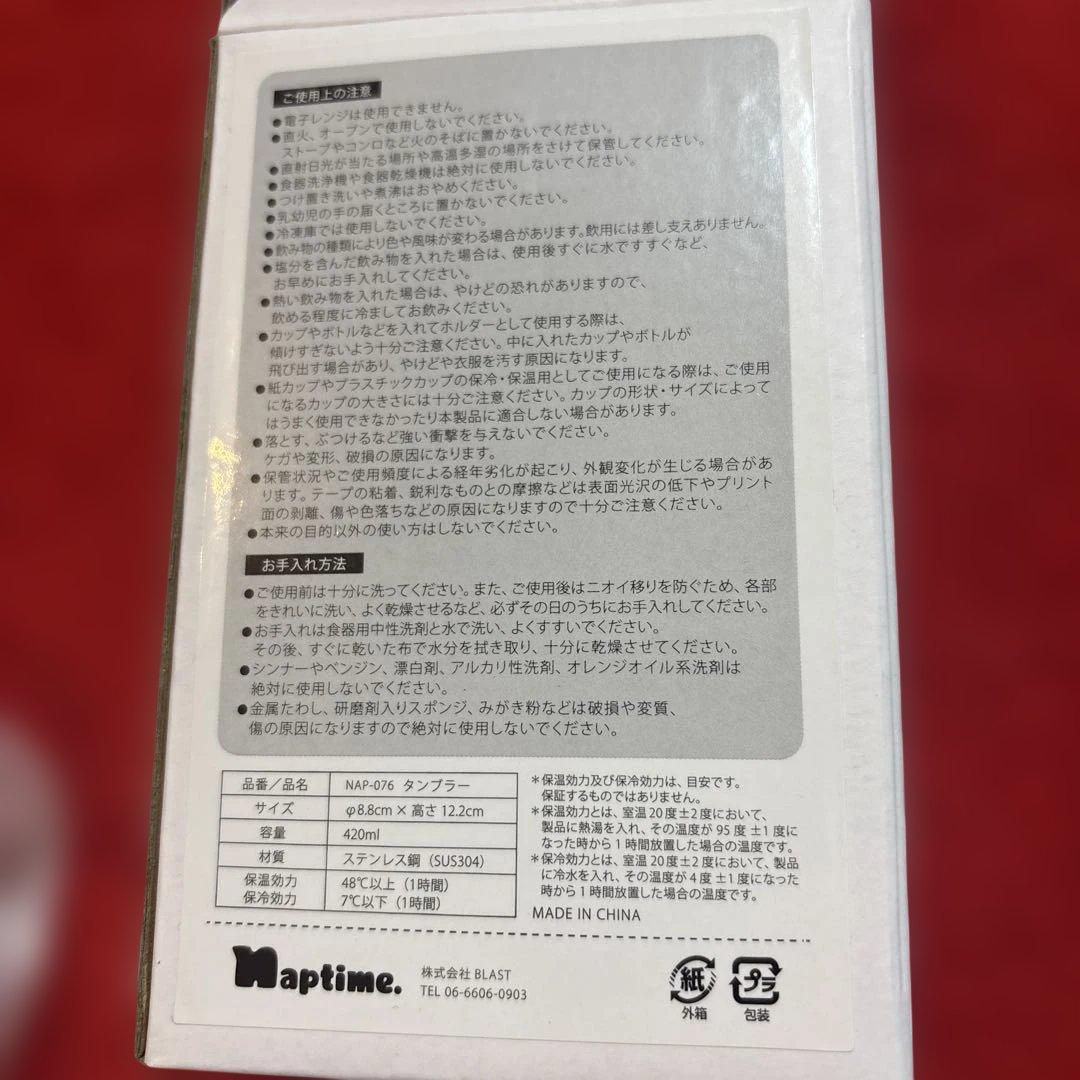 ご使用上の注意
●電子レンジは使用できません。
●直火、オーブンで使用しないでください。
ストーブやコンロなど火のそばに置かないでください。
●直射日光が当たる場所や高温多湿の場所をさけて保管してください。
●食器洗浄機や食器乾燥機は絶対に使用しないでください。
●つけ置き洗いや煮沸はおやめください。
●乳幼児の手の届くところに置かないでください。
●冷凍庫では使用しないでください。
●飲み物の種類により色や風味が変わる場合があります。飲用には差し支えありません。
●塩分を含んだ飲み物を入れた場合は、使用後すぐに水ですすぐなど、
お早めにお手入れしてください。
●熱い飲み物を入れた場合は、やけどの恐れがありますので、
飲める程度に冷ましてお飲みください。
●カップやボトルなどを入れてホルダーとして使用する際は、
傾けすぎないよう十分ご注意ください。中に入れたカップやボトルが
飛び出す場合があり、やけどや衣服を汚す原因になります。
●紙カップやプラスチックカップの保冷・保温用としてご使用になる際は、ご使用
になるカップの大きさには十分ご注意ください。カップの形状・サイズによって
はうまく使用できなかったり本製品に適合しない場合があります。
●落とす、ぶつけるなど強い衝撃を与えないでください。
ケガや変形、破損の原因になります。
●保管状況やご使用頻度による経年劣化が起こり、外観変化が生じる場合があ
ります。テープの粘着、鋭利なものとの摩擦などは表面光沢の低下やプリント
面の剥離、傷や色落ちなどの原因になりますので十分ご注意ください。
●本来の目的以外の使い方はしないでください。
お手入れ方法
●ご使用前は十分に洗ってください。また、ご使用後はニオイ移りを防ぐため、各部
をきれいに洗い、よく乾燥させるなど、必ずその日のうちにお手入れしてください。
●お手入れは食器用中性洗剤と水で洗い、よくすすいでください。
その後、すぐに乾いた布で水分を拭き取り、十分に乾燥させてください。
●シンナーやベンジン、漂白剤、アルカリ性洗剤、オレンジオイル系洗剤は
絶対に使用しないでください。
●金属たわし、研磨剤入りスポンジ、みがき粉などは破損や変質、
傷の原因になりますので絶対に使用しないでください。
品番／品名 NAP-076 タンブラー
サイズ φ8.8cm×高さ12.2cm
容量 420ml
材質 ステンレス鋼（SUS304）
保温効力 48℃以上（1時間）
保冷効力 7℃以下（1時間）
＊保温効力及び保冷効力は、目安です。
保証するものではありません。
＊保温効力とは、室温20度±2度において、
製品に熱湯を入れ、その温度が95度±1度に
なった時から1時間放置した場合の温度です。
＊保冷効力とは、室温20度±2度において、製品
に冷水を入れ、その温度が4度±1度になった
時から1時間放置した場合の温度です。
MADE IN CHINA
Naptime.
株式会社 BLAST
TEL 06-6606-0903
紙
外箱
プラ
包装